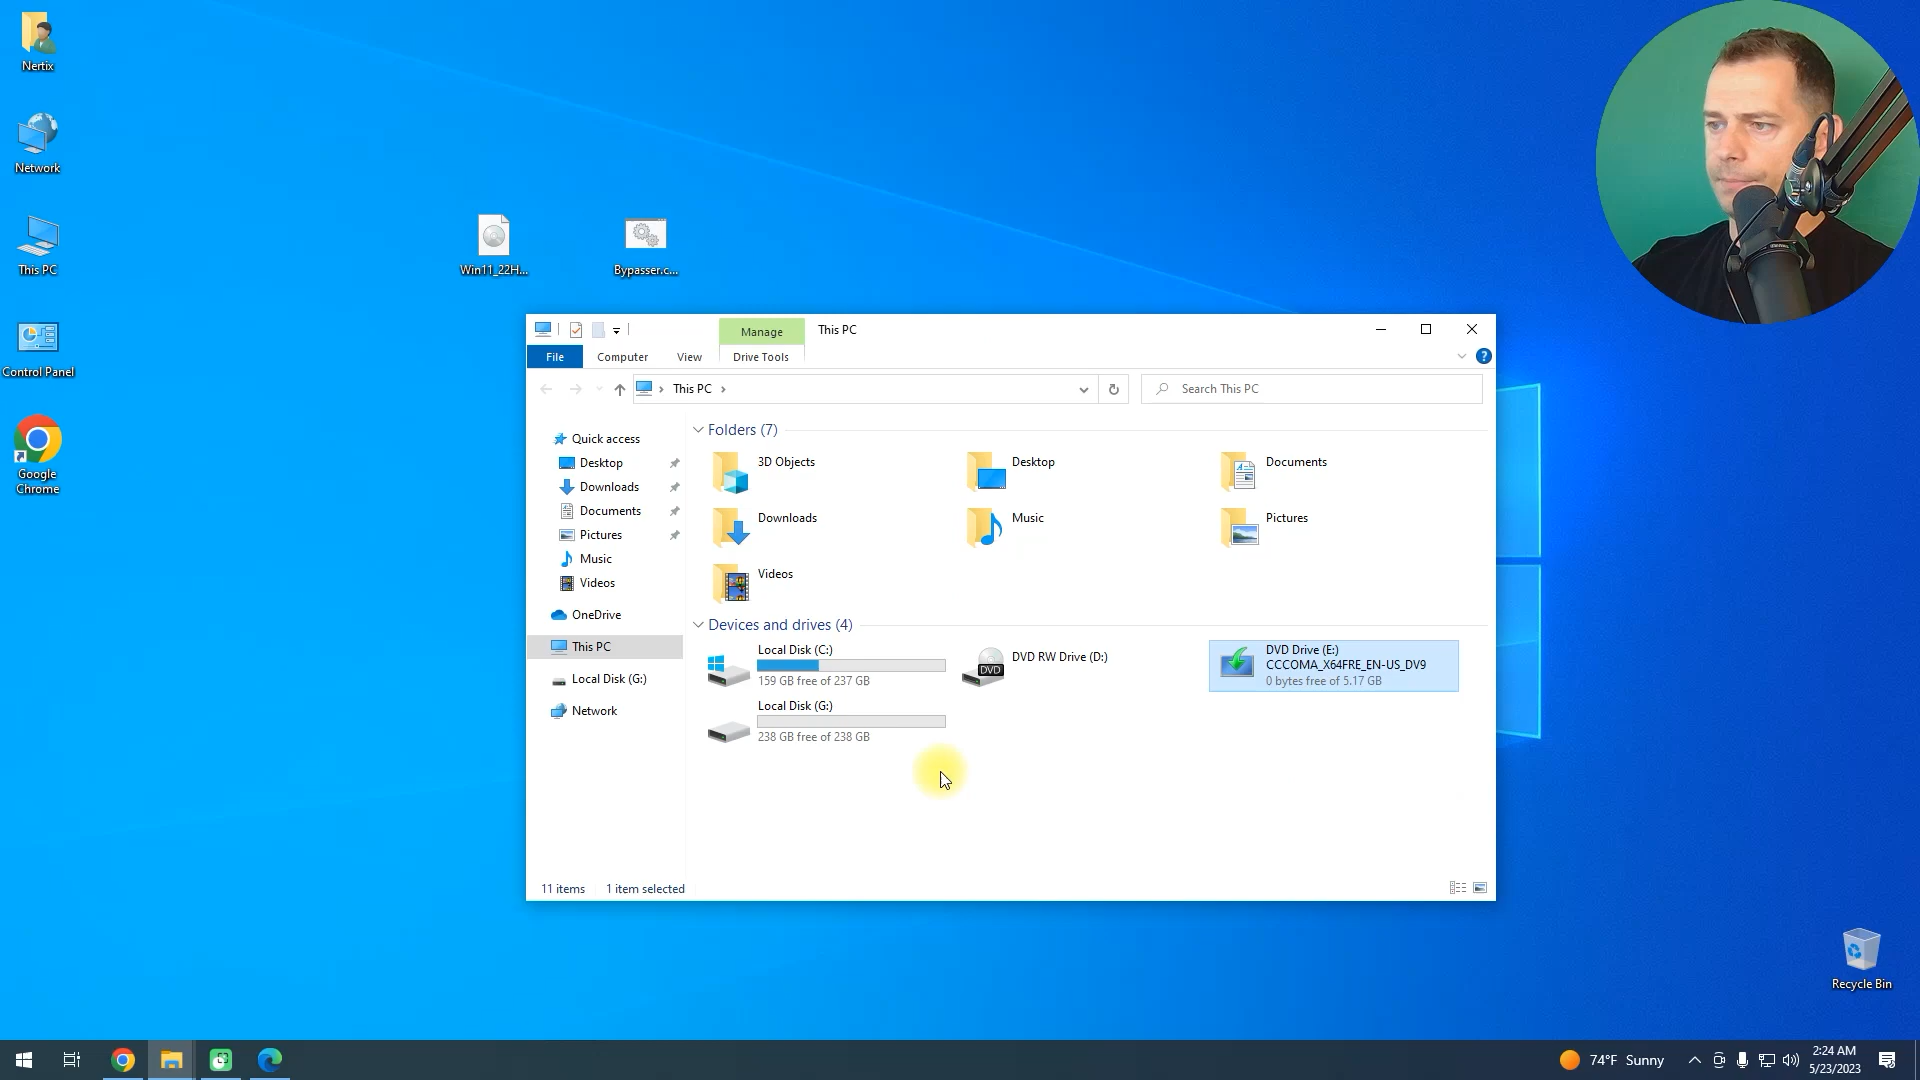 Nertix
Network
This PC
Control Panel
Google
Chrome
Win11_22H...
Bypasser.c...
Manage
This PC
File
Computer
View
Drive Tools
This PC
Search This PC
Quick access
Desktop
Downloads
Documents
Pictures
Music
Videos
OneDrive
This PC
Local Disk (G:)
Network
Folders (7)
3D Objects
Desktop
Documents
Downloads
Music
Pictures
Videos
Devices and drives (4)
Local Disk (C:)
159 GB free of 237 GB
DVD
DVD RW Drive (D:)
DVD Drive (E:)
CCCOMA_X64FRE_EN-US_DV9
0 bytes free of 5.17 GB
Local Disk (G:)
238 GB free of 238 GB
11 items
1 item selected
Recycle Bin
74°F Sunny
2:24 AM
5/23/2023